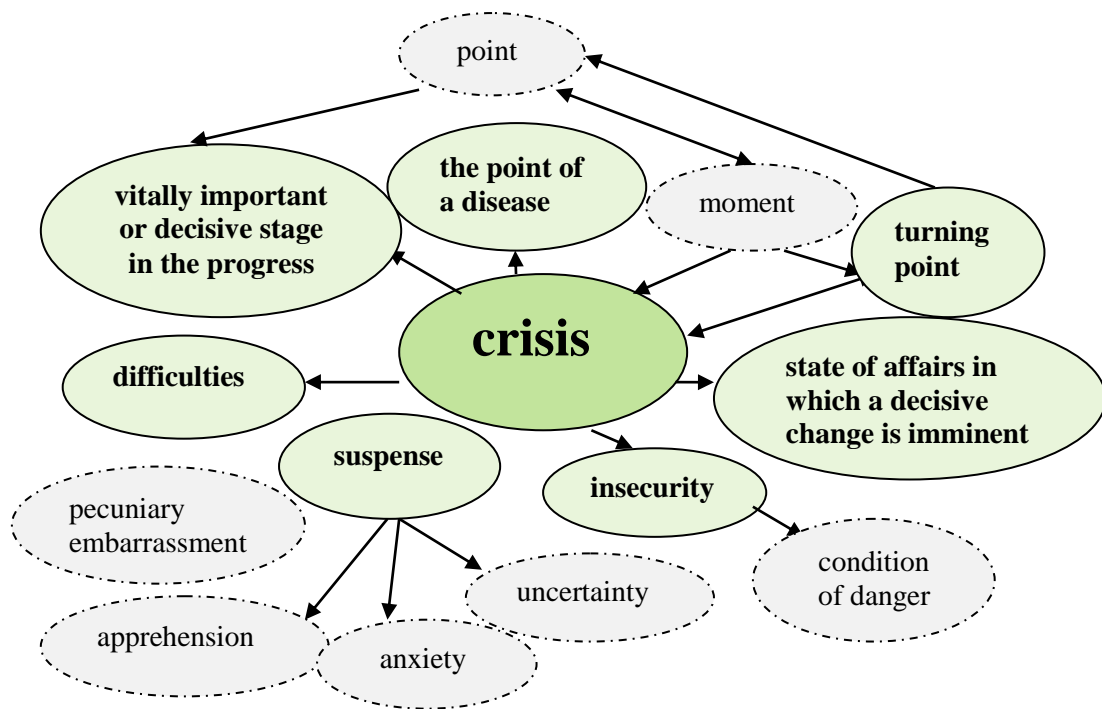 point
the point of
a disease
vitally important
or decisive stage
in the progress
moment
turning
point
crisis
difficulties
state of affairs in
which a decisive
change is imminent
suspense
insecurity
pecuniary
embarrassment
condition
of danger
uncertainty
apprehension
anxiety